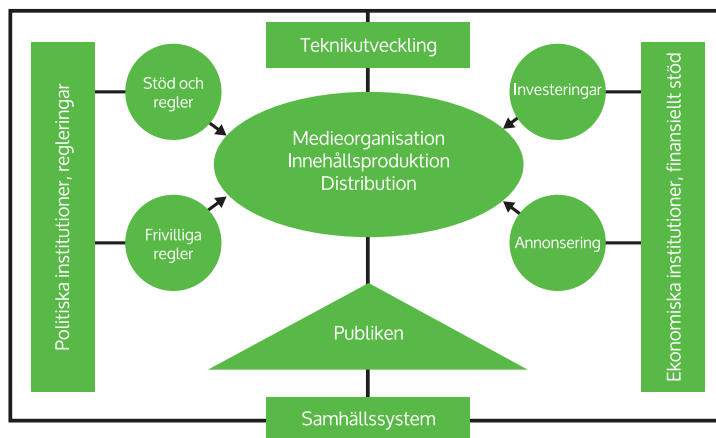 Teknikutveckling
Politiska institutioner, regleringar
Stöd och
regler
Investeringar
Ekonomiska institutioner, finansiellt stöd
Medieorganisation
Innehållsproduktion
Distribution
Frivilliga
regler
Annonsering
Publiken
Samhällssystem